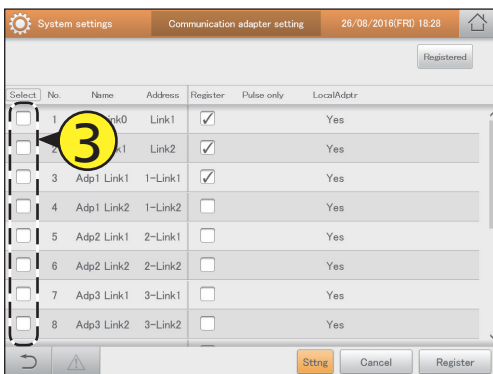 System settings Communication adapter setting 26/08/2016(FRI) 18:28
Registered
Select No. Name Address Register Pulse only LocalAdptr
1 Link1 Yes
2 Link2 Yes
3
3 Adp1 Link1 1-Link1 Yes
4 Adp1 Link2 1-Link2 Yes
5 Adp2 Link1 2-Link1 Yes
6 Adp2 Link2 2-Link2 Yes
7 Adp3 Link1 3-Link1 Yes
8 Adp3 Link2 3-Link2 Yes
Sttng Cancel Register